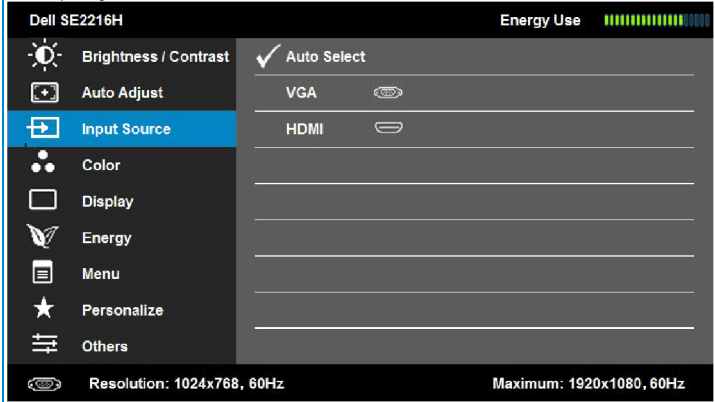 Dell SE2216H Energy Use
Brightness / Contrast Auto Select
Auto Adjust VGA
Input Source HDMI
Color
Display
Energy
Menu
Personalize
Others
Resolution: 1024x768, 60Hz Maximum: 1920x1080, 60Hz